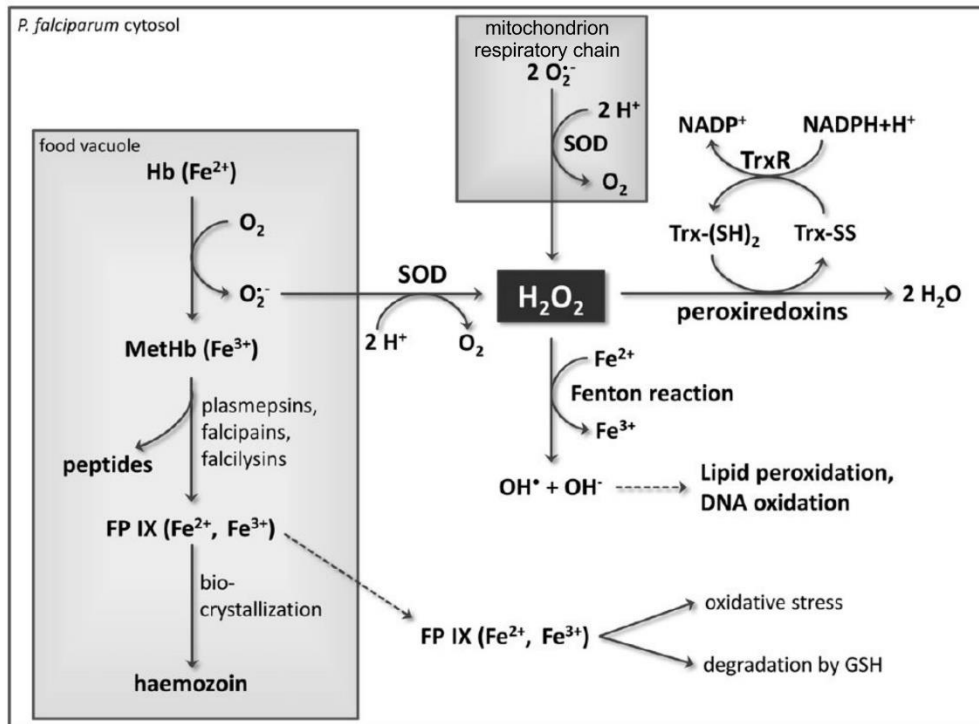 P. falciparum cytosol
mitochondrion
respiratory chain
2 O₂•⁻
2 H⁺
SOD
O₂
NADP⁺
NADPH+H⁺
TrxR
Trx-(SH)₂
Trx-SS
food vacuole
Hb (Fe²⁺)
O₂
O₂•⁻
MetHb (Fe³⁺)
plasmepsins,
falcipains,
falcilysins
peptides
FP IX (Fe²⁺, Fe³⁺)
bio-
crystallization
haemozoin
SOD
2 H⁺
O₂
H₂O₂
peroxiredoxins
2 H₂O
Fe²⁺
Fenton reaction
Fe³⁺
OH• + OH⁻
Lipid peroxidation,
DNA oxidation
FP IX (Fe²⁺, Fe³⁺)
oxidative stress
degradation by GSH